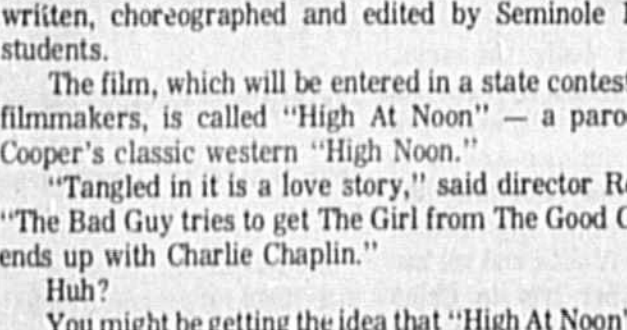 written, choreographed and edited by Seminole
students.
The film, which will be entered in a state contest
filmmakers, is called "High At Noon" — a paro
Cooper's classic western "High Noon."
"Tangled in it is a love story," said director R
"The Bad Guy tries to get The Girl from The Good
ends up with Charlie Chaplin."
Huh?
You might be getting the idea that "High At Noon"